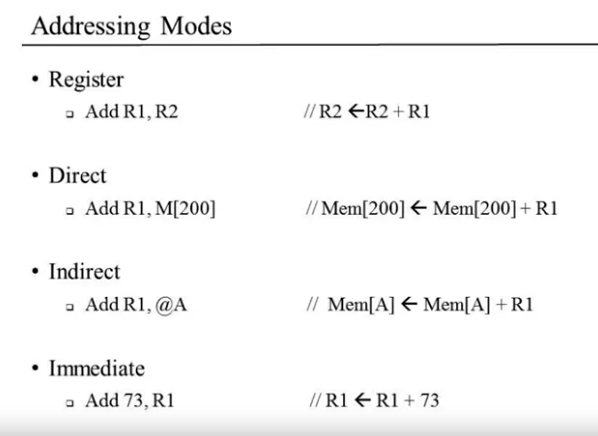 Addressing Modes
• Register
❑ Add R1, R2 // R2 ←R2 + R1
• Direct
❑ Add R1, M[200] // Mem[200] ← Mem[200] + R1
• Indirect
❑ Add R1, @A // Mem[A] ← Mem[A] + R1
• Immediate
❑ Add 73, R1 // R1 ← R1 + 73